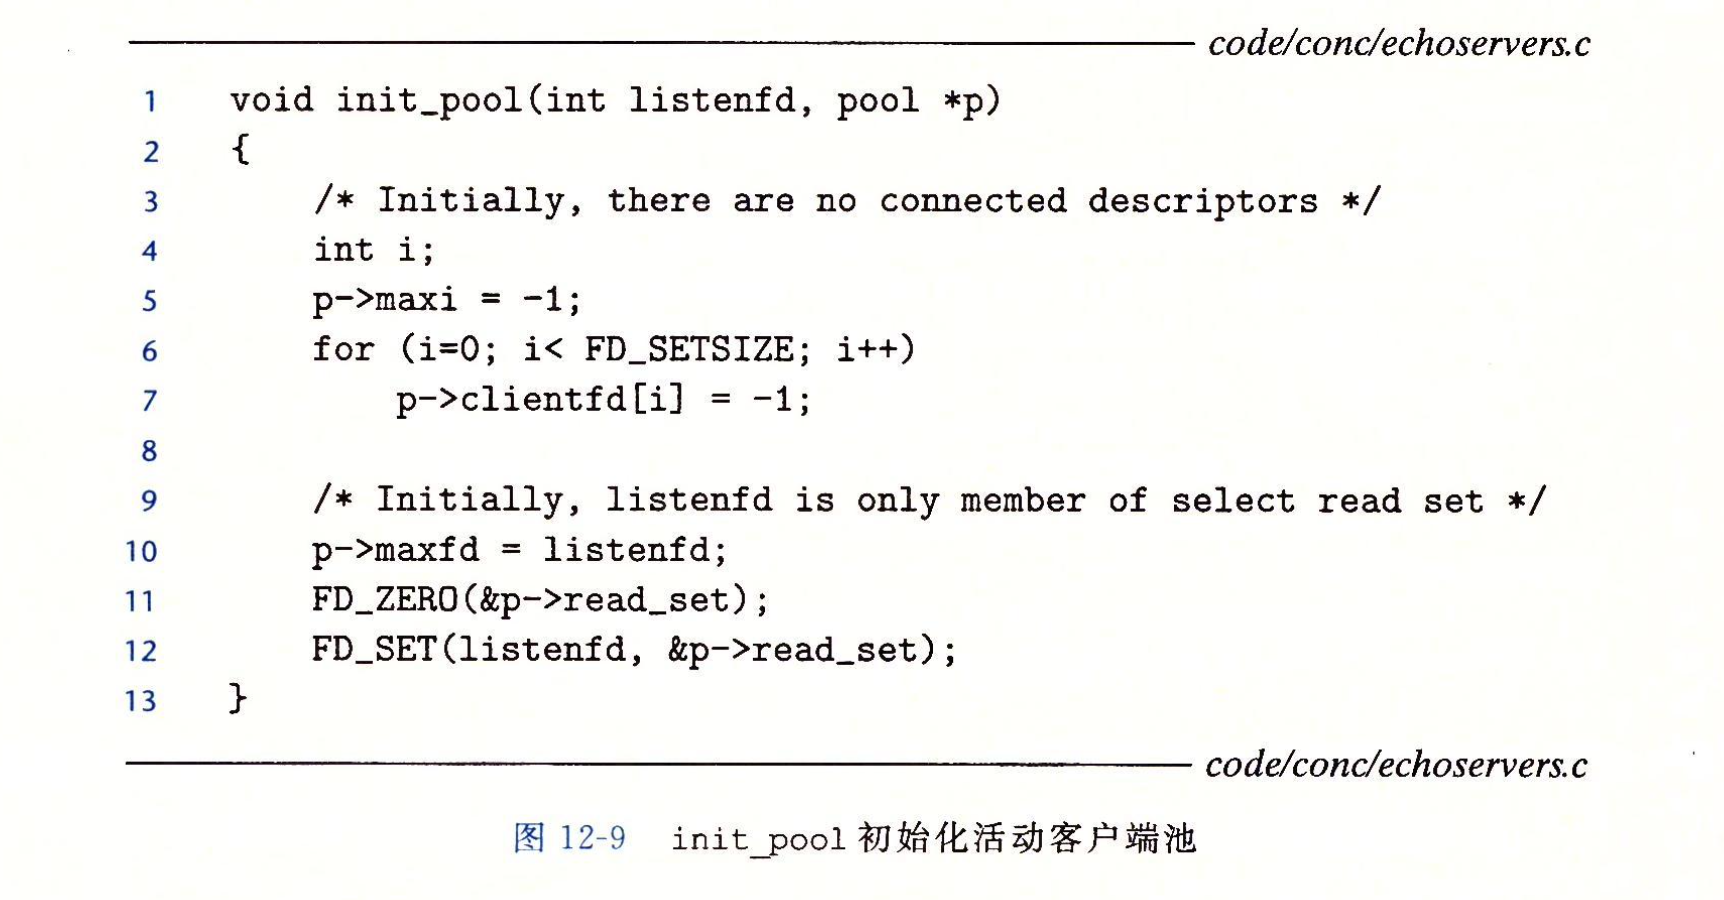 code/conc/echoservers.c
1 void init_pool(int listenfd, pool *p)
2 {
3 /* Initially, there are no connected descriptors */
4 int i;
5 p->maxi = -1;
6 for (i=0; i< FD_SETSIZE; i++)
7 p->clientfd[i] = -1;
8
9 /* Initially, listenfd is only member of select read set */
10 p->maxfd = listenfd;
11 FD_ZERO(&p->read_set);
12 FD_SET(listenfd, &p->read_set);
13 }
code/conc/echoservers.c
图 12-9 init_pool 初始化活动客户端池